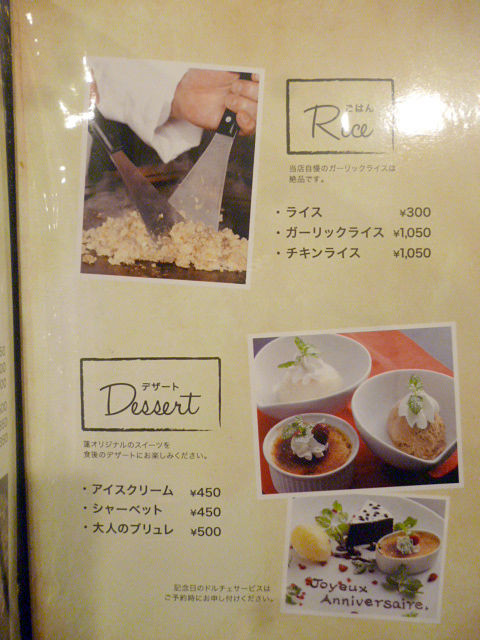 ごはん
Rice
当店自慢のガーリックライスは
絶品です。
・ライス ¥300
・ガーリックライス ¥1,050
・チキンライス ¥1,050
デザート
Dessert
蓮オリジナルのスイーツを
食後のデザートにお楽しみください。
・アイスクリーム ¥450
・シャーベット ¥450
・大人のブリュレ ¥500
Joyaux
Anniversaire.
記念日のドルチェサービスは
ご予約時にお申し付けください。